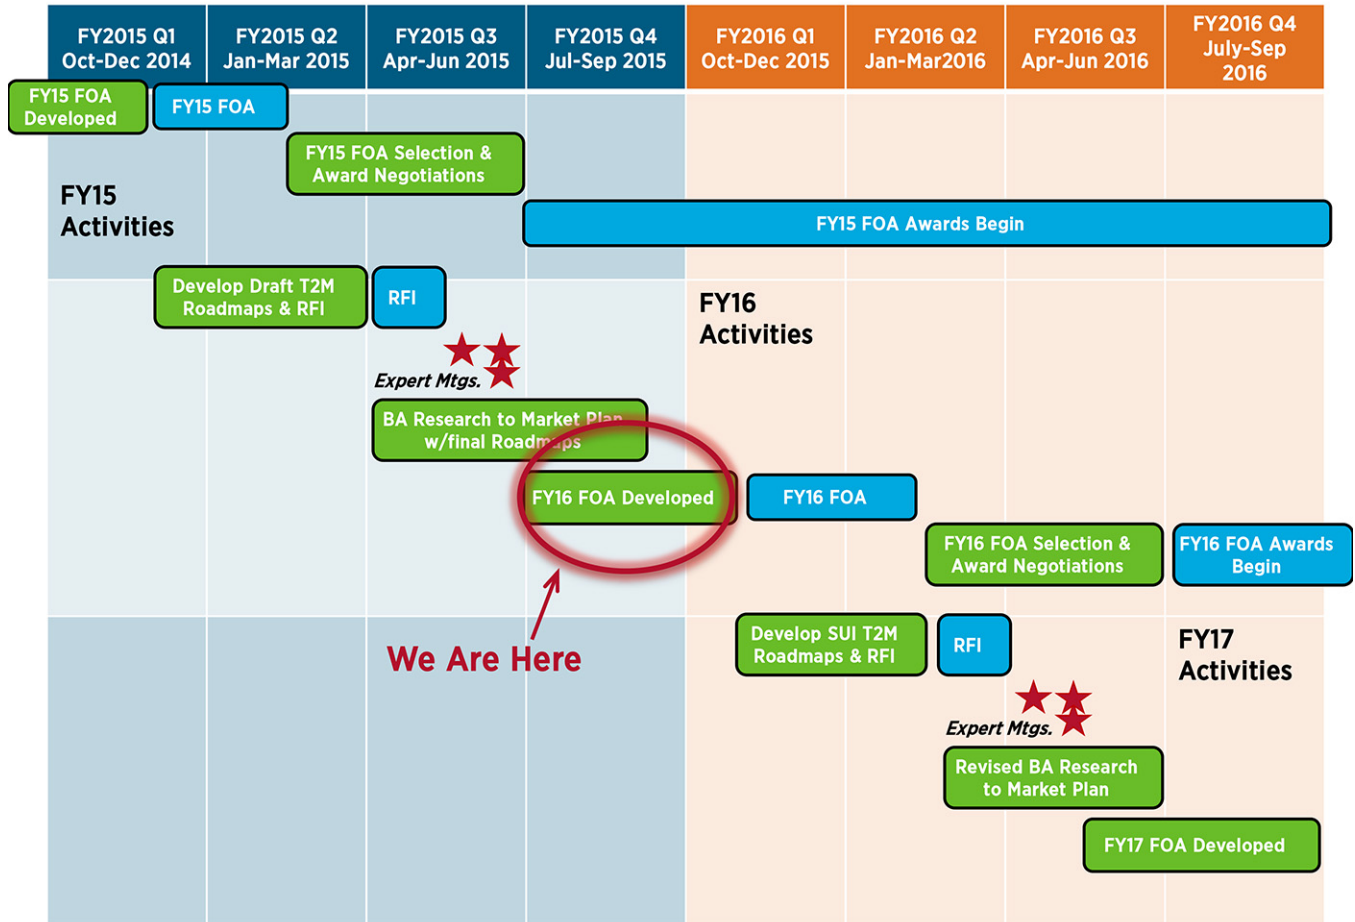 FY2015 Q1
Oct-Dec 2014
FY2015 Q2
Jan-Mar 2015
FY2015 Q3
Apr-Jun 2015
FY2015 Q4
Jul-Sep 2015
FY2016 Q1
Oct-Dec 2015
FY2016 Q2
Jan-Mar2016
FY2016 Q3
Apr-Jun 2016
FY2016 Q4
July-Sep
2016
FY15 FOA
Developed
FY15 FOA
FY15 FOA Selection &
Award Negotiations
FY15
Activities
FY15 FOA Awards Begin
Develop Draft T2M
Roadmaps & RFI
RFI
FY16
Activities
Expert Mtgs.
BA Research to Market Plan
w/final Roadmaps
FY16 FOA Developed
FY16 FOA
FY16 FOA Selection &
Award Negotiations
FY16 FOA Awards
Begin
We Are Here
Develop SUI T2M
Roadmaps & RFI
RFI
FY17
Activities
Expert Mtgs.
Revised BA Research
to Market Plan
FY17 FOA Developed